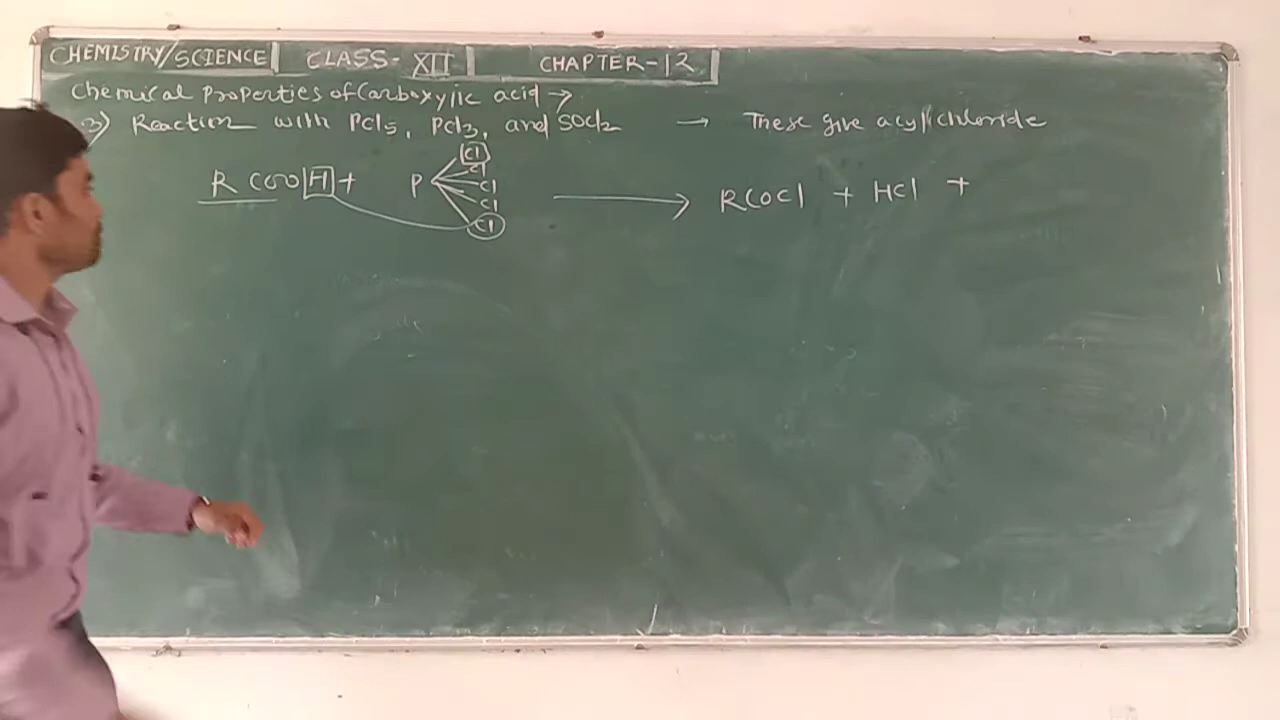 CHEMISTRY/SCIENCE CLASS-XII CHAPTER-12
Chemical Properties of Carboxylic acid →
3) Reaction with PCl5, PCl3, and SOCl2 → These give acyl chloride
R COOH + P Cl Cl Cl Cl Cl → RCOCl + HCl +